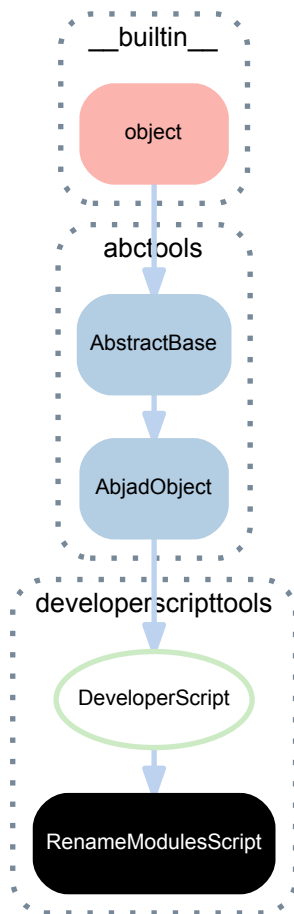 __builtin__
object
abctools
AbstractBase
AbjadObject
developerscripttools
DeveloperScript
RenameModulesScript